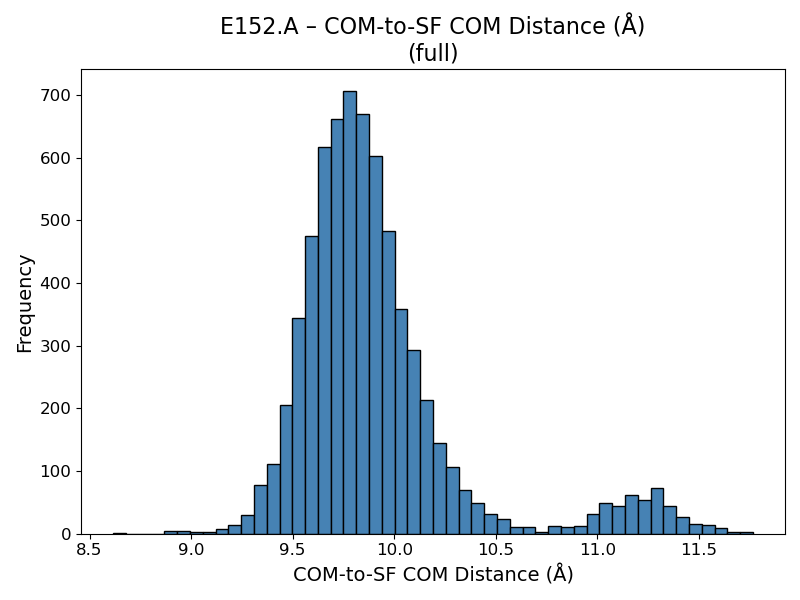 E152.A – COM-to-SF COM Distance (Å)
(full)
700
600
500
400
300
200
100
0
Frequency
8.5 9.0 9.5 10.0 10.5 11.0 11.5
COM-to-SF COM Distance (Å)